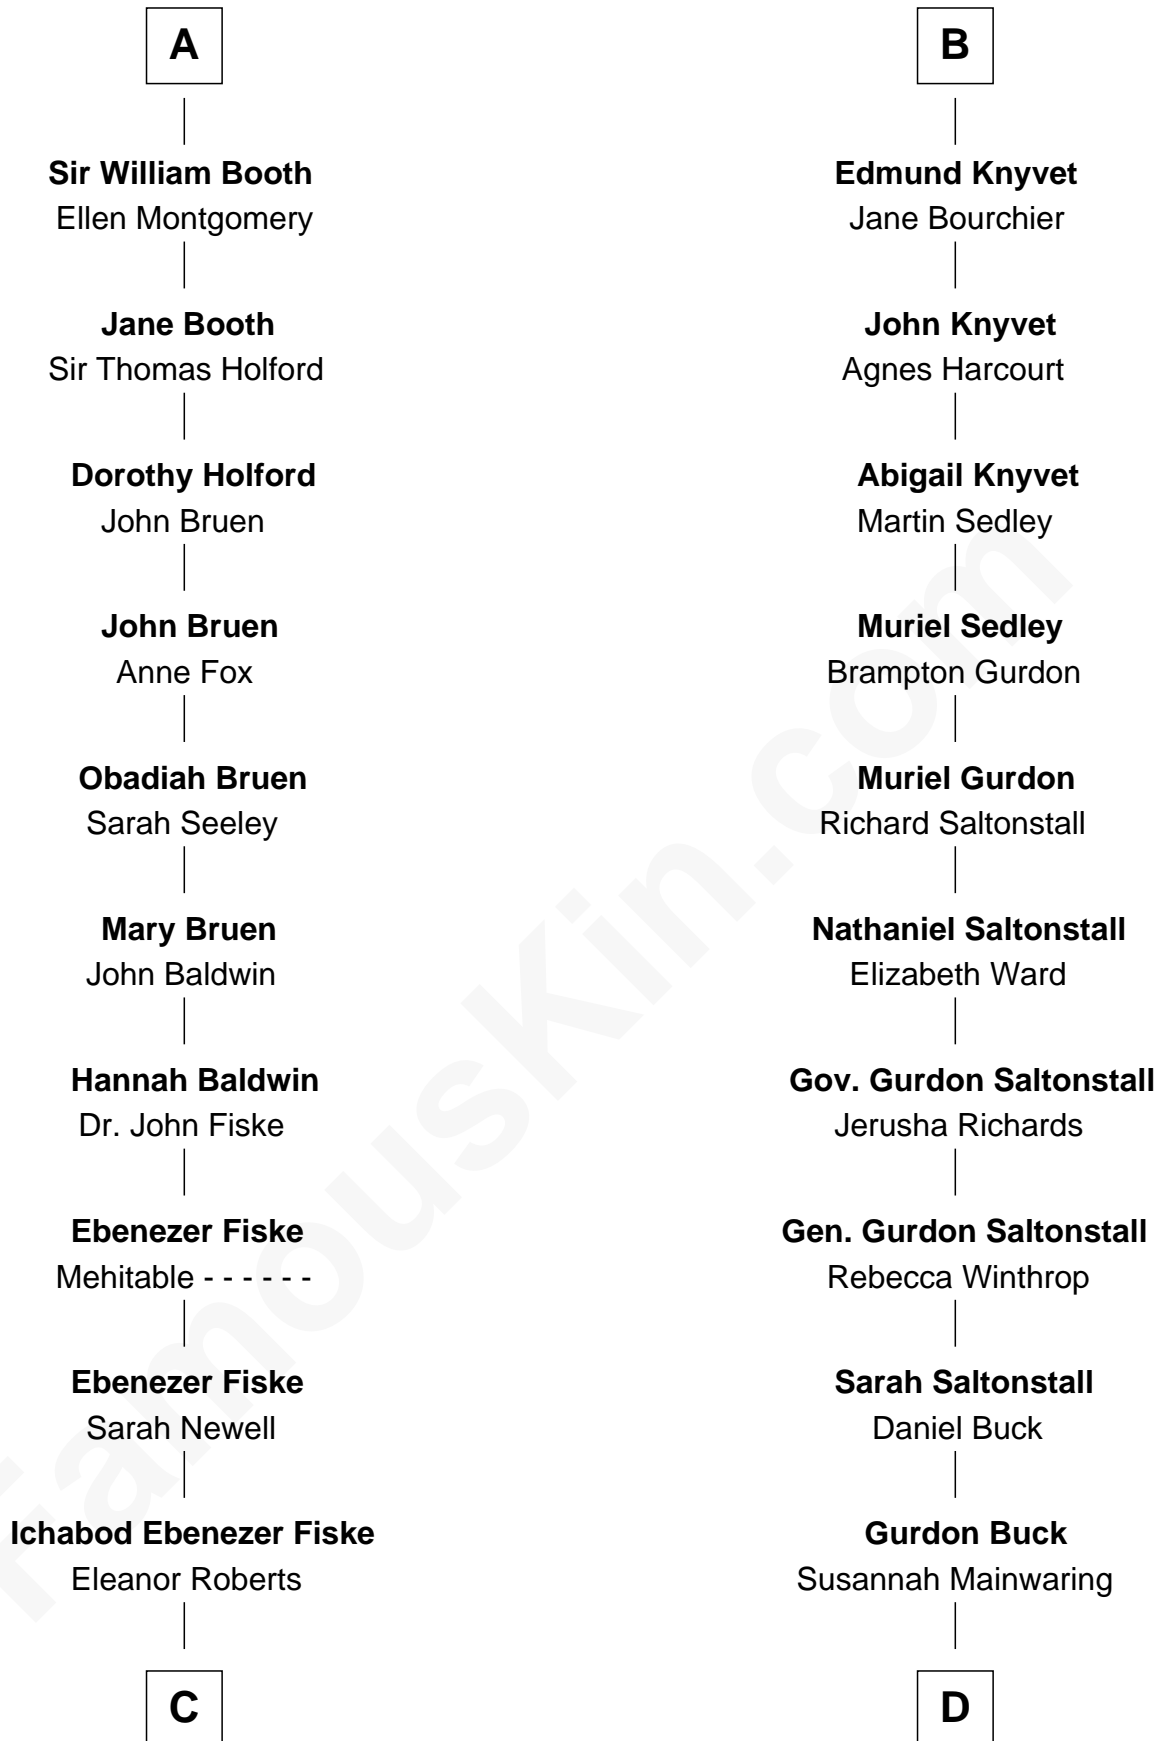 A
Sir William Booth
Ellen Montgomery
Jane Booth
Sir Thomas Holford
Dorothy Holford
John Bruen
John Bruen
Anne Fox
Obadiah Bruen
Sarah Seeley
Mary Bruen
John Baldwin
Hannah Baldwin
Dr. John Fiske
Ebenezer Fiske
Mehitable - - - - - -
Ebenezer Fiske
Sarah Newell
Ichabod Ebenezer Fiske
Eleanor Roberts
C
B
Edmund Knyvet
Jane Bourchier
John Knyvet
Agnes Harcourt
Abigail Knyvet
Martin Sedley
Muriel Sedley
Brampton Gurdon
Muriel Gurdon
Richard Saltonstall
Nathaniel Saltonstall
Elizabeth Ward
Gov. Gurdon Saltonstall
Jerusha Richards
Gen. Gurdon Saltonstall
Rebecca Winthrop
Sarah Saltonstall
Daniel Buck
Gurdon Buck
Susannah Mainwaring
D
FamousKin.com